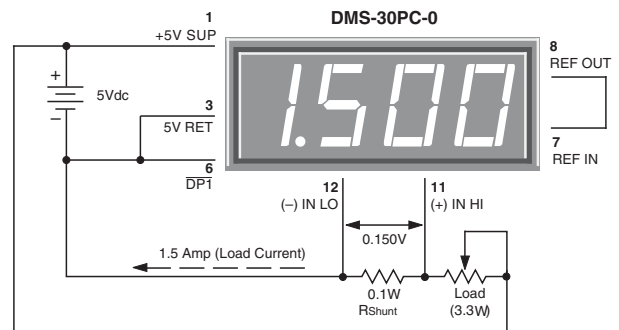 DMS-30PC-0
1
+5V SUP
8
REF OUT
+
5Vdc
–
1.500
3
5V RET
7
REF IN
6
DP1
12
(–) IN LO
11
(+) IN HI
0.150V
1.5 Amp (Load Current)
0.1W
RShunt
Load
(3.3W)